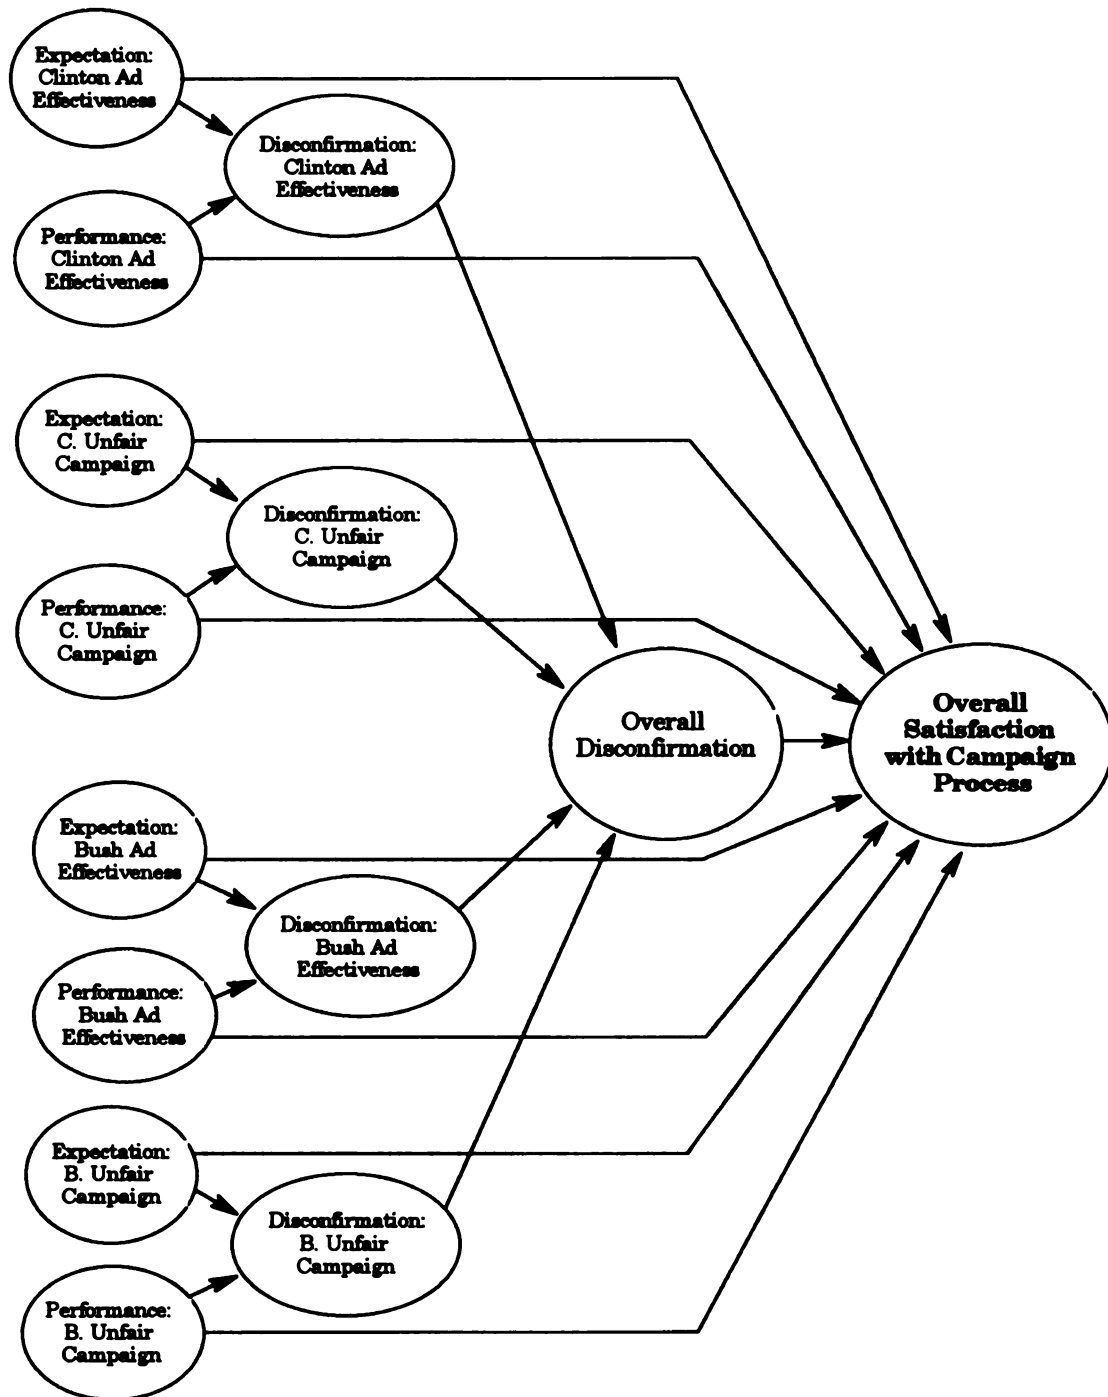 Expectation:
Clinton Ad
Effectiveness
Disconfirmation:
Clinton Ad
Effectiveness
Performance:
Clinton Ad
Effectiveness
Expectation:
C. Unfair
Campaign
Disconfirmation:
C. Unfair
Campaign
Performance:
C. Unfair
Campaign
Overall
Disconfirmation
Overall
Satisfaction
with Campaign
Process
Expectation:
Bush Ad
Effectiveness
Disconfirmation:
Bush Ad
Effectiveness
Performance:
Bush Ad
Effectiveness
Expectation:
B. Unfair
Campaign
Disconfirmation:
B. Unfair
Campaign
Performance:
B. Unfair
Campaign